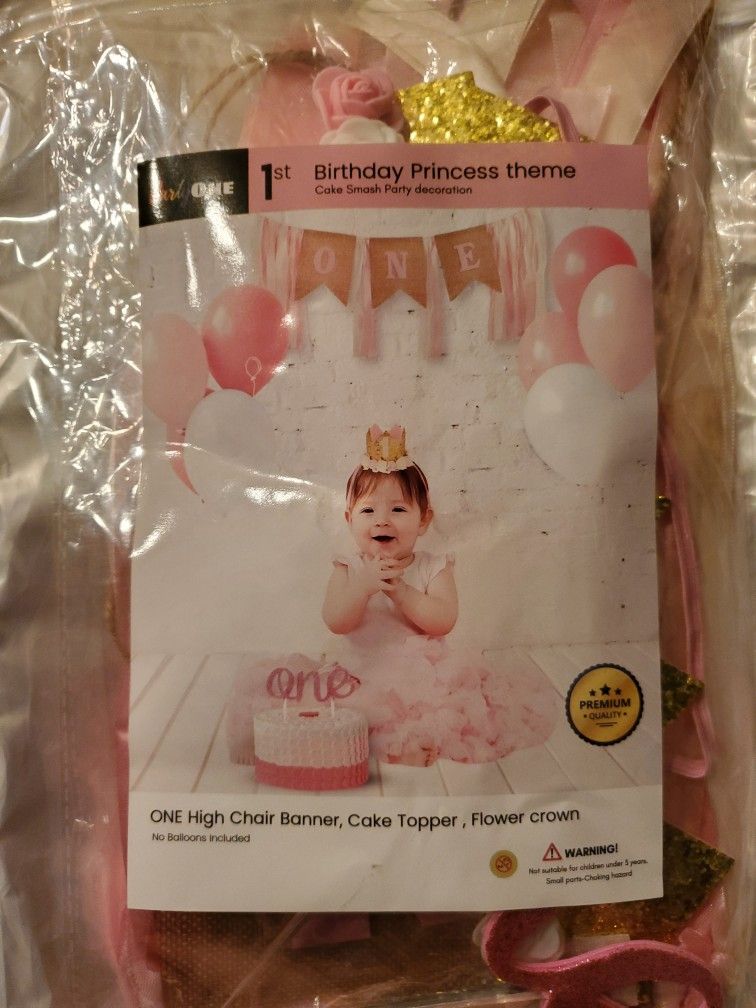 ONE
1st Birthday Princess theme
Cake Smash Party decoration
O N E
one
PREMIUM
QUALITY
ONE High Chair Banner, Cake Topper , Flower crown
No Balloons Included
WARNING!
Not suitable for children under 3 years.
Small parts-Choking hazard